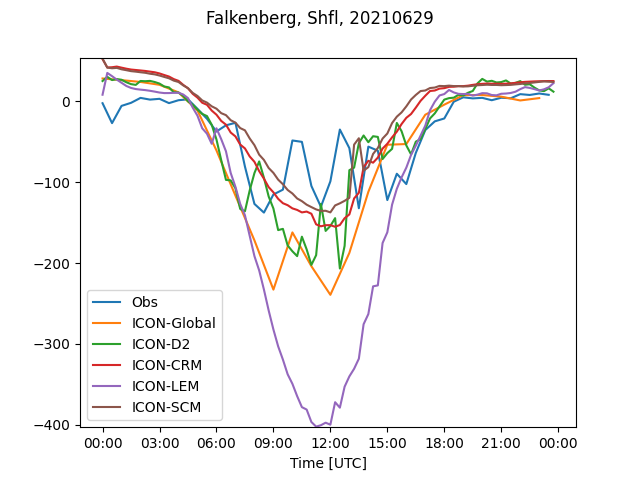 Falkenberg, Shfl, 20210629
0
−100
−200
−300
−400
Obs
ICON-Global
ICON-D2
ICON-CRM
ICON-LEM
ICON-SCM
00:00 03:00 06:00 09:00 12:00 15:00 18:00 21:00 00:00
Time [UTC]